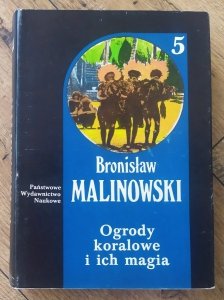 5
Bronisław
MALINOWSKI
Państwowe
Wydawnictwo
Naukowe
Ogrody
koralowe
i ich magia